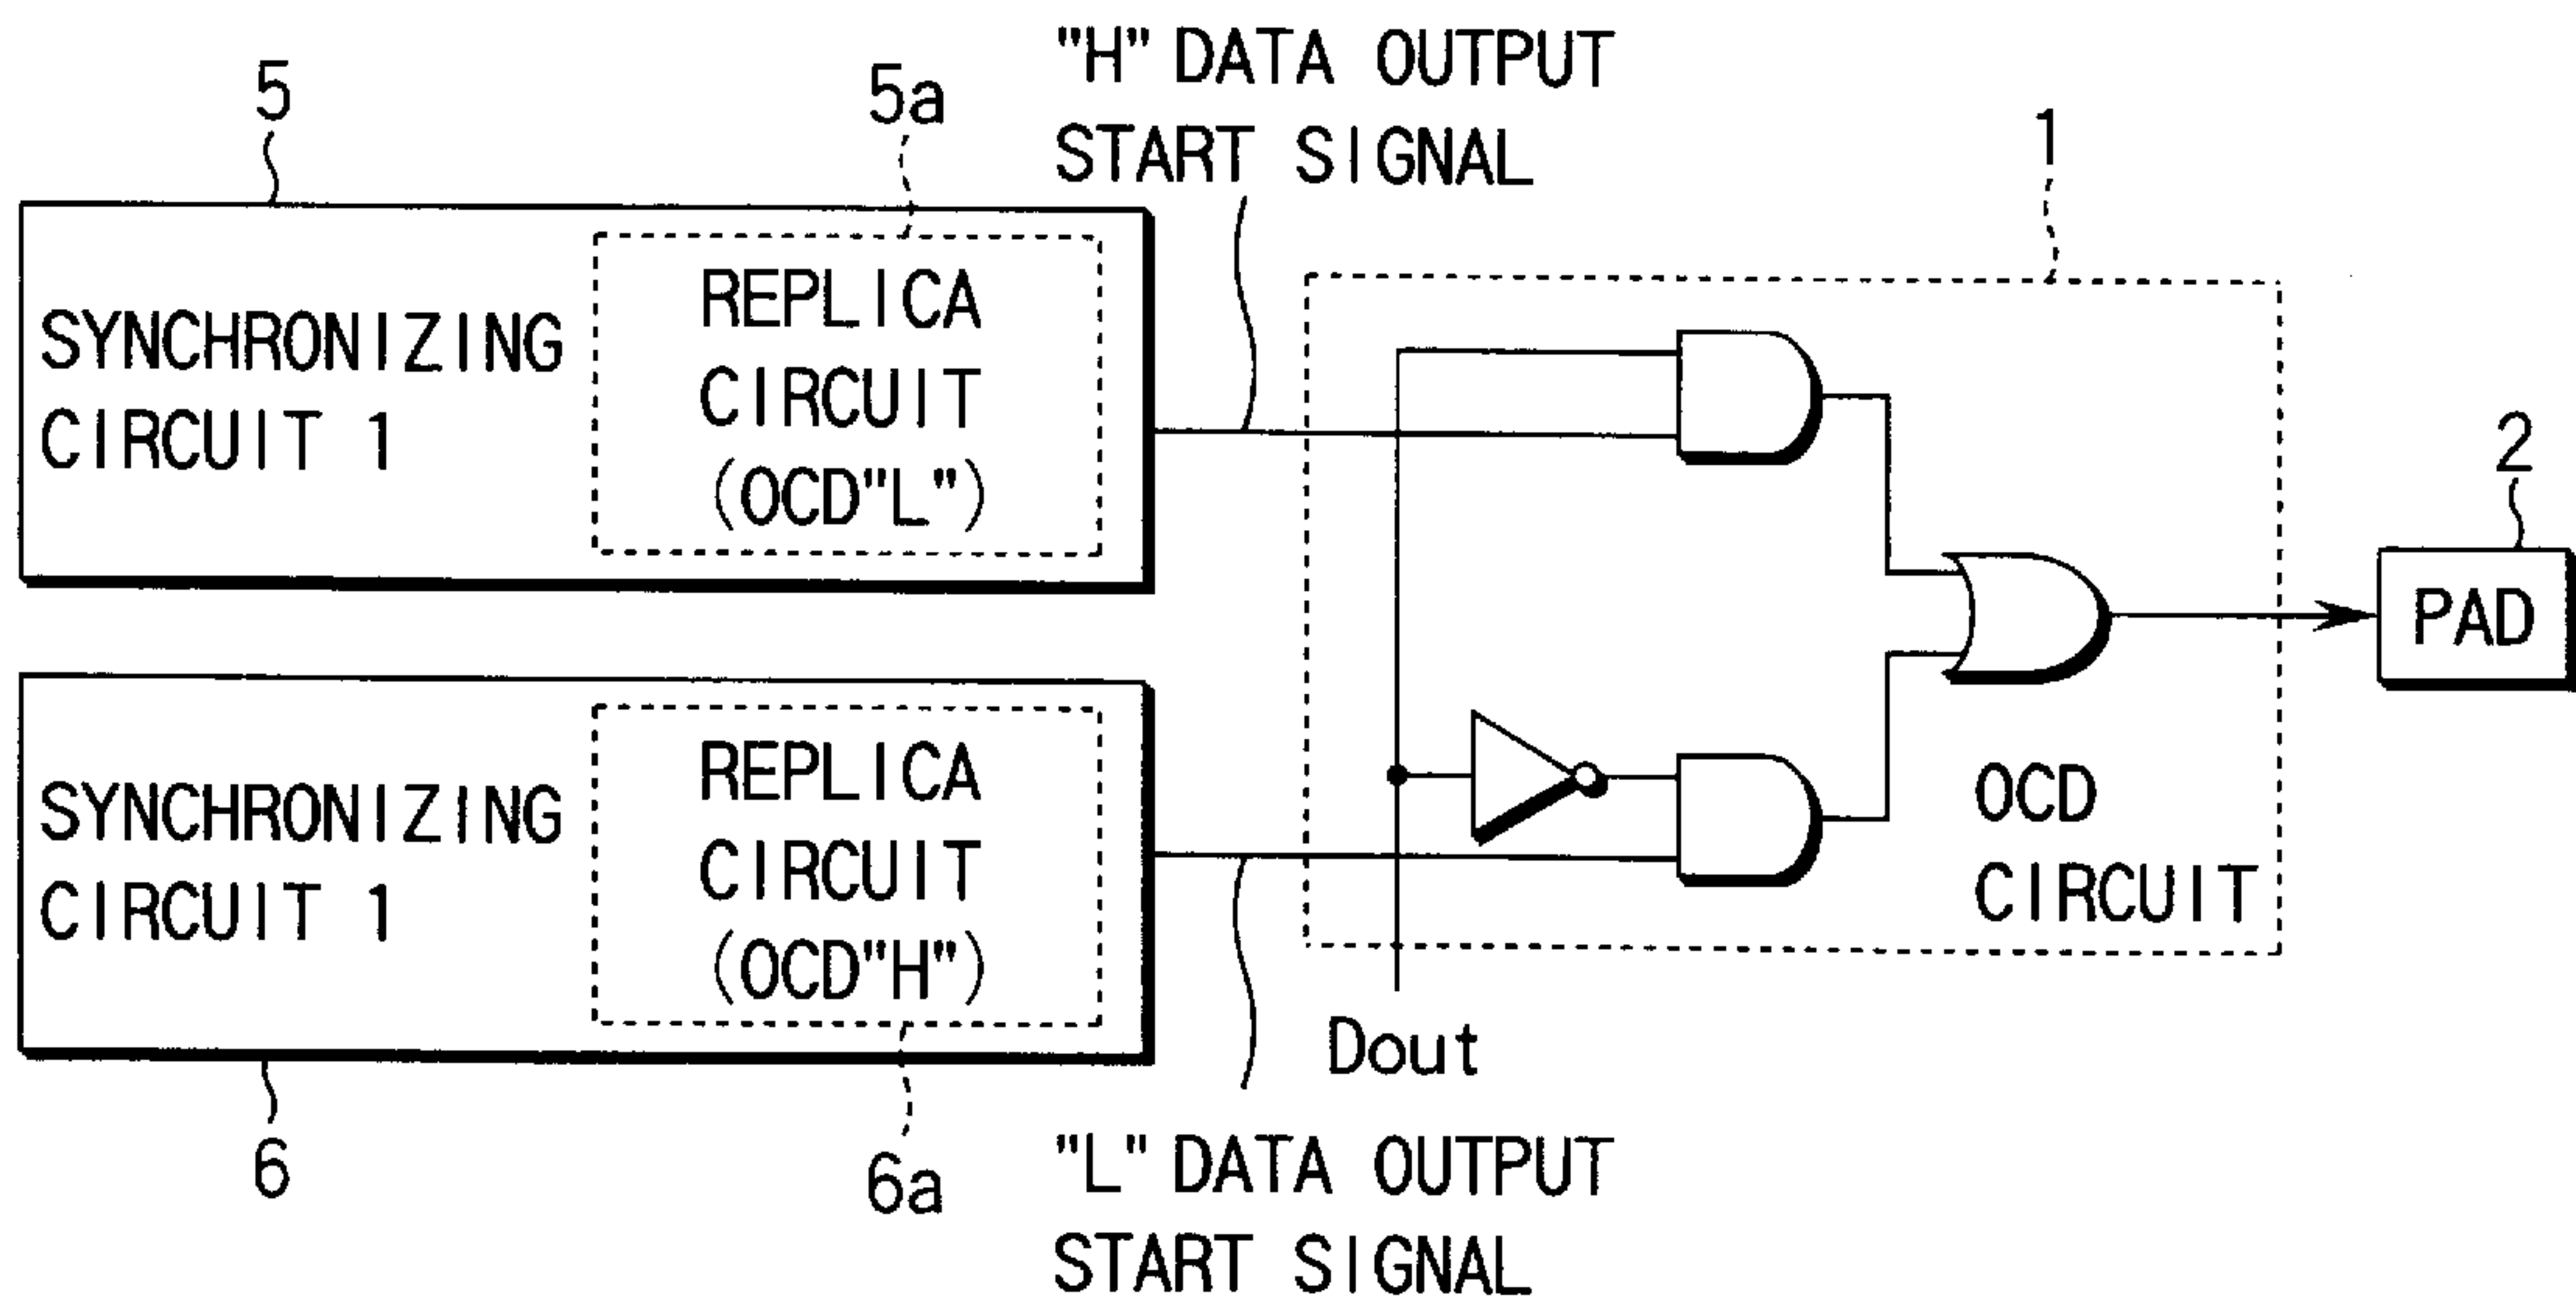 "H" DATA OUTPUT
START SIGNAL
5
5a
1
SYNCHRONIZING
CIRCUIT 1
REPLICA
CIRCUIT
(OCD"L")
2
PAD
SYNCHRONIZING
CIRCUIT 1
REPLICA
CIRCUIT
(OCD"H")
OCD
CIRCUIT
Dout
6
6a
"L" DATA OUTPUT
START SIGNAL